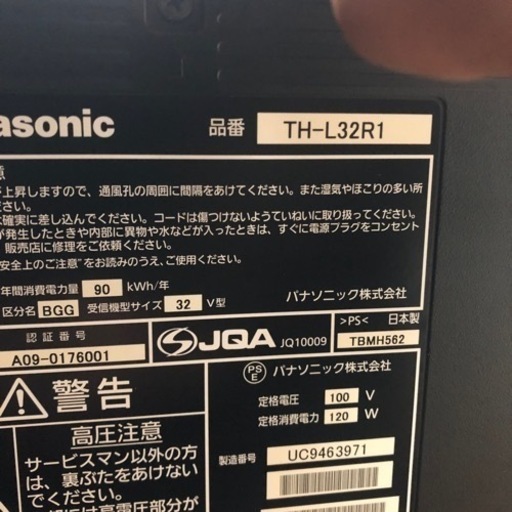 asonic 品番 TH-L32R1
が上昇しますので、通風孔の周囲に間隔をあけてください。また湿気やほこりの多い所
ださい。
確実に差し込んでください。コードは傷つけないようていねいに取り扱ってください。
が発生したときや内部に異物や水などが入ったときは、すぐに電源プラグをコンセント
販売店に修理をご依頼ください。
安全上のご注意”をお読みのうえ、ご使用ください。
年間消費電力量 90 kWh/年
区分名 BGG 受信機型サイズ 32 V型
パナソニック株式会社
認証番号
A09-0176001
JQA JQ10009
>PS< 日本製
TBMH562
警告
高圧注意
サービスマン以外の方
は、裏ぶたをあけないで
ください。
高電圧部分が
PSE パナソニック株式会社
定格電圧 100 V
定格消費電力 120 W
製造番号 UC9463971